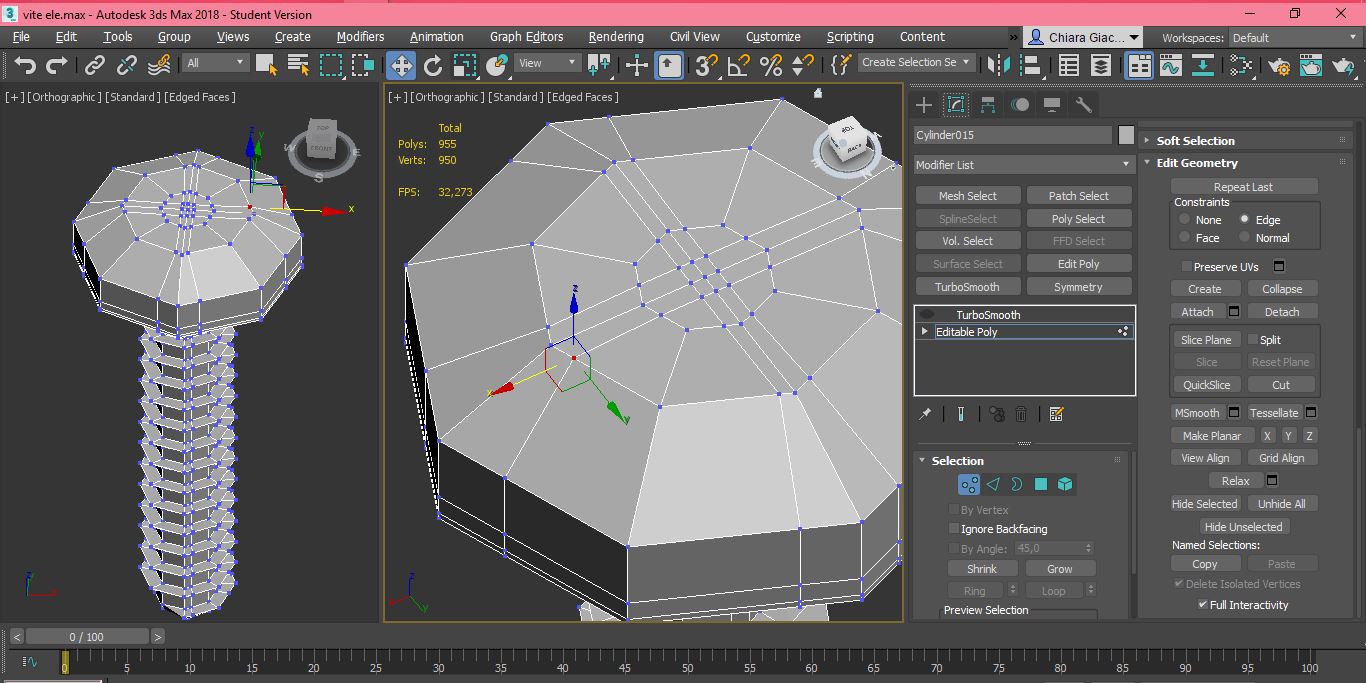 vite ele.max - Autodesk 3ds Max 2018 - Student Version
File Edit Tools Group Views Create Modifiers Animation Graph Editors Rendering Civil View Customize Scripting Content » Chiara Giac... Workspaces: Default
All View 3 Create Selection Se
[+] [Orthographic] [Standard] [Edged Faces]
TOP
FRONT
W E
S
z y
x
z
[+] [Orthographic] [Standard] [Edged Faces]
Total
Polys: 955
Verts: 950
FPS: 32,273
TOP
BACK
z
x
y
z
y
Cylinder015
Modifier List
Mesh Select Patch Select
SplineSelect Poly Select
Vol. Select FFD Select
Surface Select Edit Poly
TurboSmooth Symmetry
TurboSmooth
Editable Poly
Selection
By Vertex
Ignore Backfacing
By Angle: 45,0
Shrink Grow
Ring Loop
Preview Selection
Soft Selection
Edit Geometry
Repeat Last
Constraints
None Edge
Face Normal
Preserve UVs
Create Collapse
Attach Detach
Slice Plane Split
Slice Reset Plane
QuickSlice Cut
MSmooth Tessellate
Make Planar X Y Z
View Align Grid Align
Relax
Hide Selected Unhide All
Hide Unselected
Named Selections:
Copy Paste
Delete Isolated Vertices
Full Interactivity
< 0 / 100 >
0 5 10 15 20 25 30 35 40 45 50 55 60 65 70 75 80 85 90 95 100